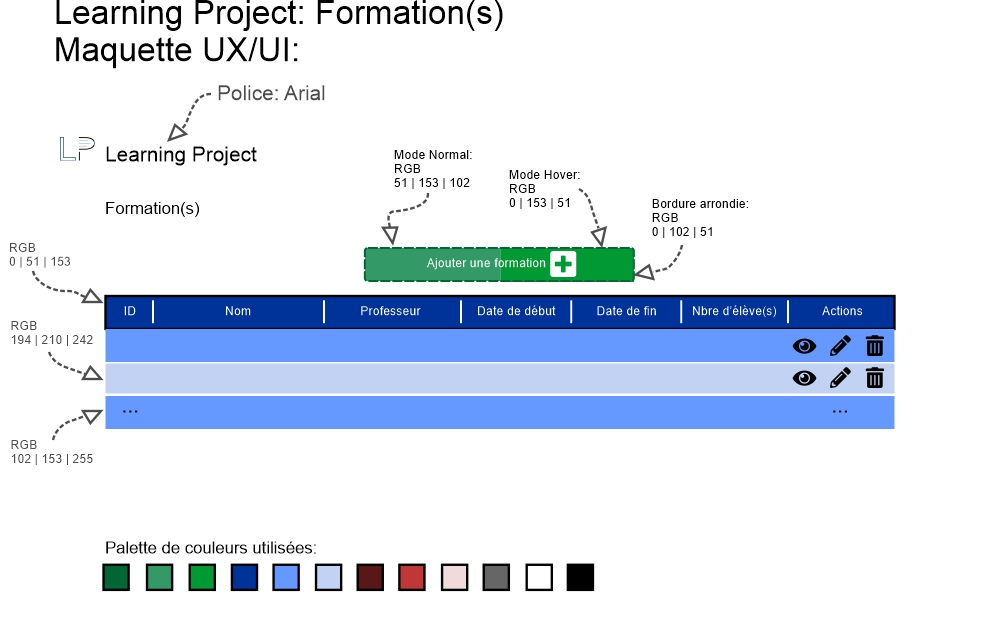 Learning Project: Formation(s)
Maquette UX/UI:
Police: Arial
LP
Learning Project
Mode Normal:
RGB
51 | 153 | 102
Mode Hover:
RGB
0 | 153 | 51
Bordure arrondie:
RGB
0 | 102 | 51
Formation(s)
RGB
0 | 51 | 153
Ajouter une formation
ID Nom Professeur Date de début Date de fin Nbre d'élève(s) Actions
RGB
194 | 210 | 242
... ...
RGB
102 | 153 | 255
Palette de couleurs utilisées: